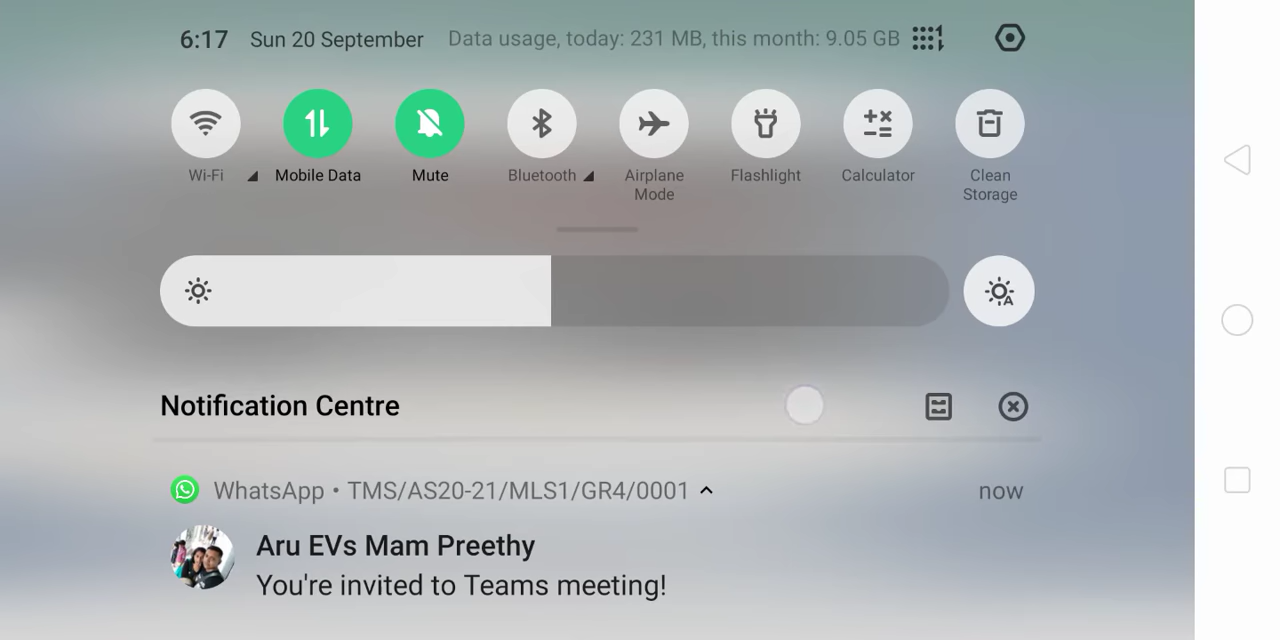 6:17 Sun 20 September Data usage, today: 231 MB, this month: 9.05 GB
Wi-Fi Mobile Data Mute Bluetooth Airplane Mode Flashlight Calculator Clean Storage
Notification Centre
WhatsApp • TMS/AS20-21/MLS1/GR4/0001 now
Aru EVs Mam Preethy
You're invited to Teams meeting!